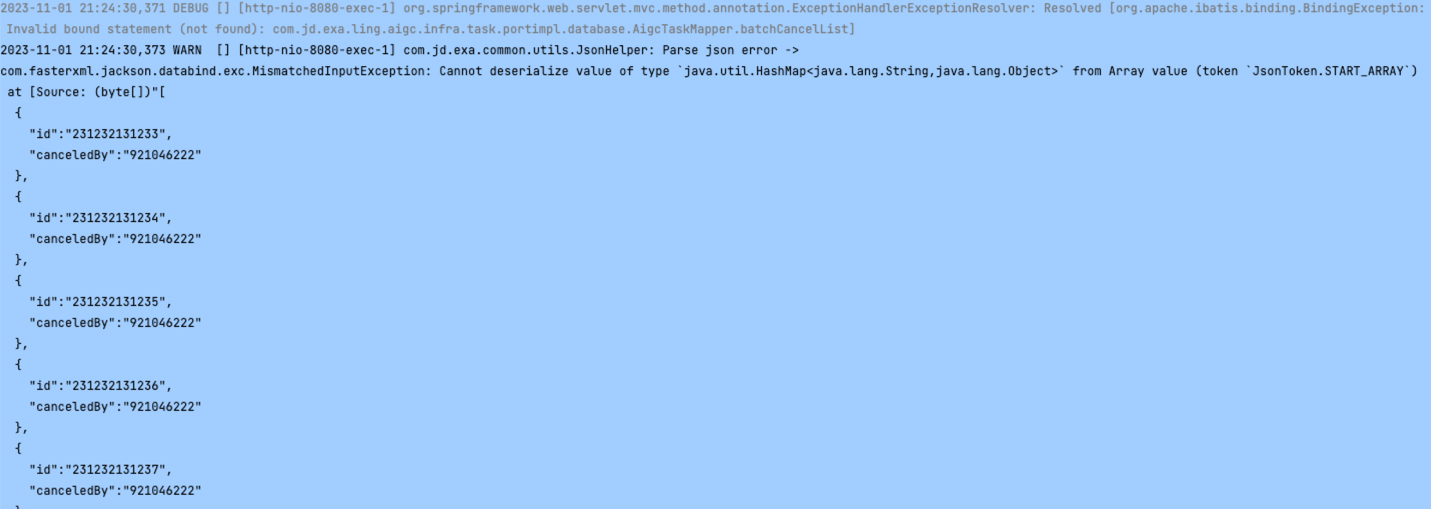 2023-11-01 21:24:30,371 DEBUG [] [http-nio-8080-exec-1] org.springframework.web.servlet.mvc.method.annotation.ExceptionHandlerExceptionResolver: Resolved [org.apache.ibatis.binding.BindingException:
Invalid bound statement (not found): com.jd.exa.ling.aigc.infra.task.portimpl.database.AigcTaskMapper.batchCancelList]
2023-11-01 21:24:30,373 WARN  [] [http-nio-8080-exec-1] com.jd.exa.common.utils.JsonHelper: Parse json error ->
com.fasterxml.jackson.databind.exc.MismatchedInputException: Cannot deserialize value of type `java.util.HashMap<java.lang.String,java.lang.Object>` from Array value (token `JsonToken.START_ARRAY`)
 at [Source: (byte[])"[
  {
    "id":"231232131233",
    "canceledBy":"921046222"
  },
  {
    "id":"231232131234",
    "canceledBy":"921046222"
  },
  {
    "id":"231232131235",
    "canceledBy":"921046222"
  },
  {
    "id":"231232131236",
    "canceledBy":"921046222"
  },
  {
    "id":"231232131237",
    "canceledBy":"921046222"